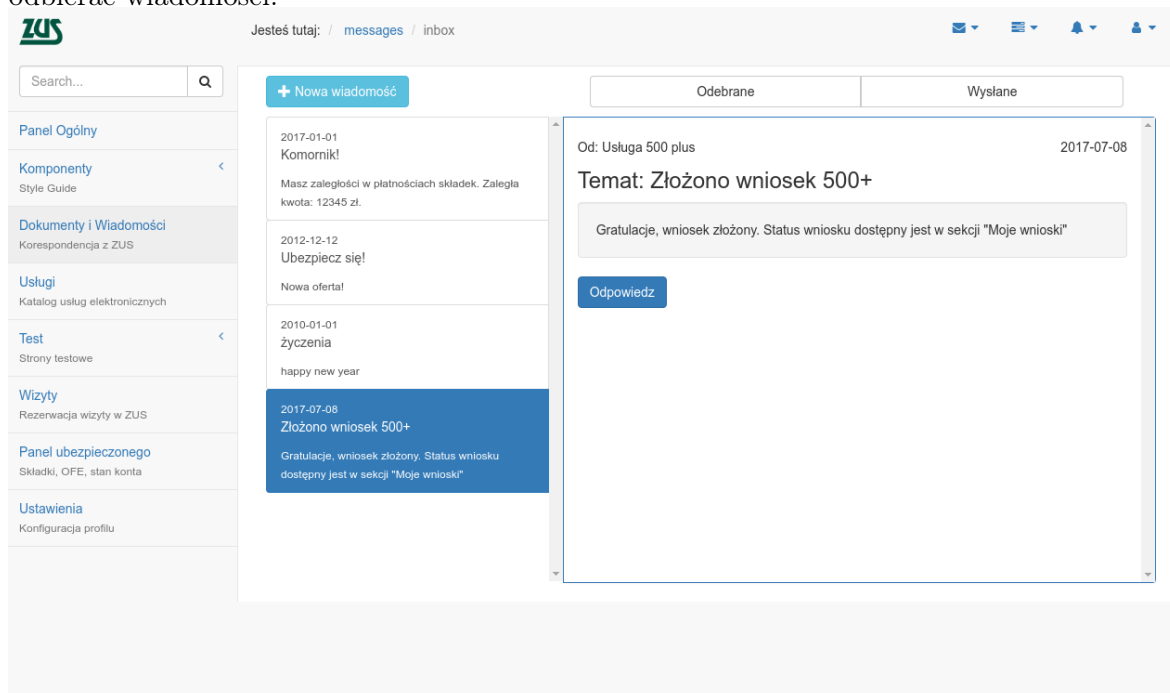 odbierać wiadomości.
ZUS
Jesteś tutaj: / messages / inbox
Search...
Panel Ogólny
Komponenty
Style Guide
Dokumenty i Wiadomości
Korespondencja z ZUS
Usługi
Katalog usług elektronicznych
Test
Strony testowe
Wizyty
Rezerwacja wizyty w ZUS
Panel ubezpieczonego
Składki, OFE, stan konta
Ustawienia
Konfiguracja profilu
Nowa wiadomość
Odebrane
Wysłane
2017-01-01
Komornik!
Masz zaległości w płatnościach składek. Zaległa
kwota: 12345 zł.
2012-12-12
Ubezpiecz się!
Nowa oferta!
2010-01-01
życzenia
happy new year
2017-07-08
Złożono wniosek 500+
Gratulacje, wniosek złożony. Status wniosku
dostępny jest w sekcji "Moje wnioski"
Od: Usługa 500 plus 2017-07-08
Temat: Złożono wniosek 500+
Gratulacje, wniosek złożony. Status wniosku dostępny jest w sekcji "Moje wnioski"
Odpowiedz